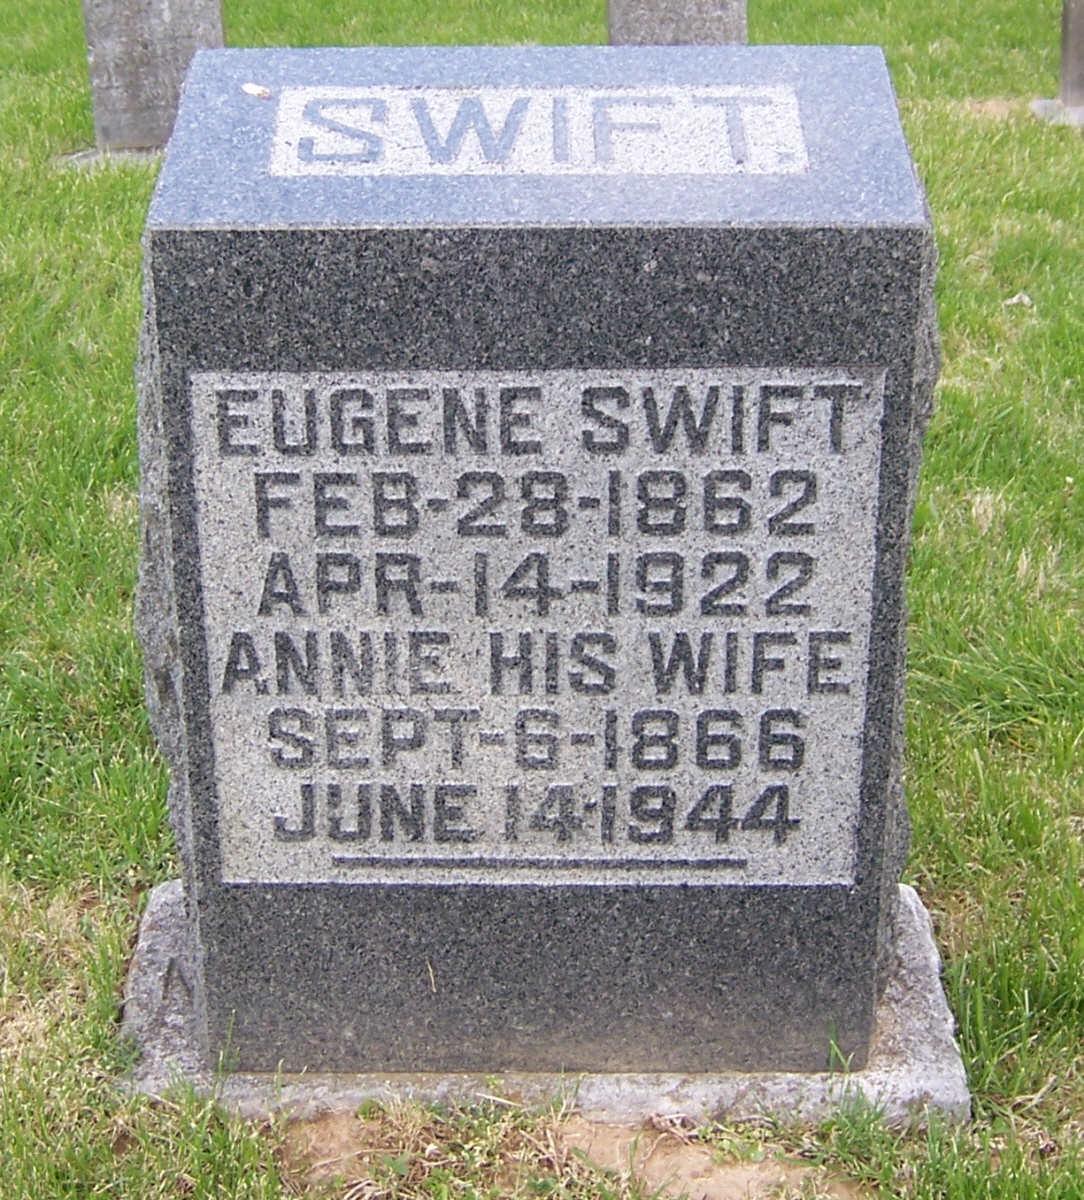 SWIFT.
EUGENE SWIFT
FEB-28-1862
APR-14-1922
ANNIE HIS WIFE
SEPT-6-1866
JUNE 14-1944